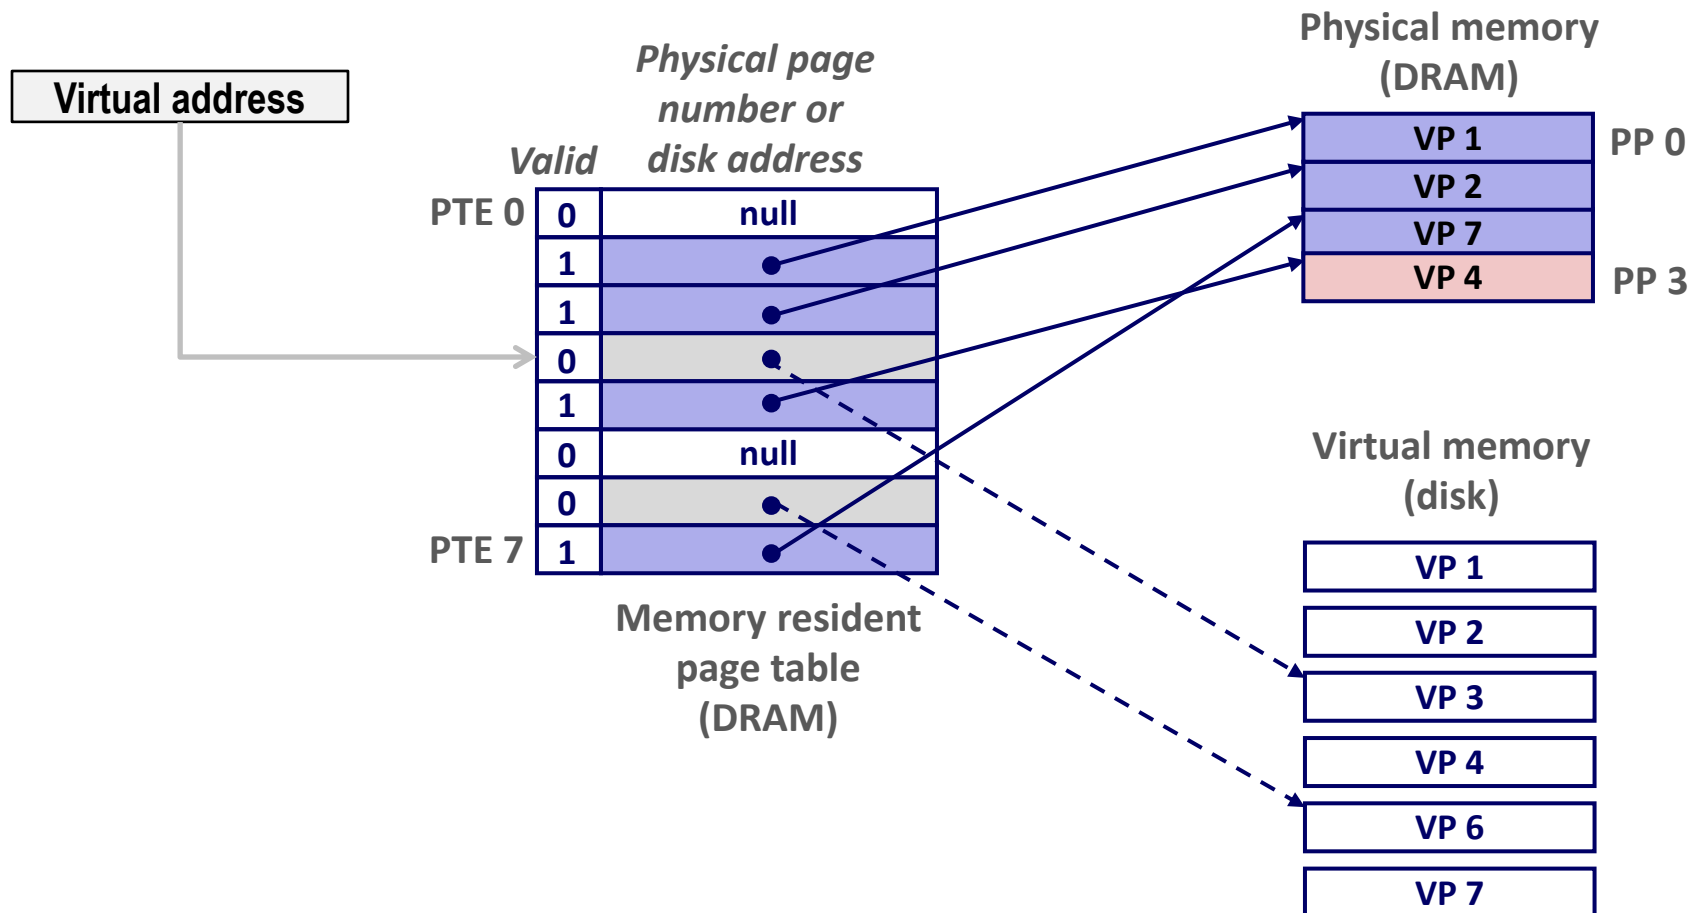 Virtual address
Physical page
number or
disk address
Valid
PTE 0
0
null
1
1
0
1
0
null
0
PTE 7
1
Memory resident
page table
(DRAM)
Physical memory
(DRAM)
VP 1
PP 0
VP 2
VP 7
VP 4
PP 3
Virtual memory
(disk)
VP 1
VP 2
VP 3
VP 4
VP 6
VP 7